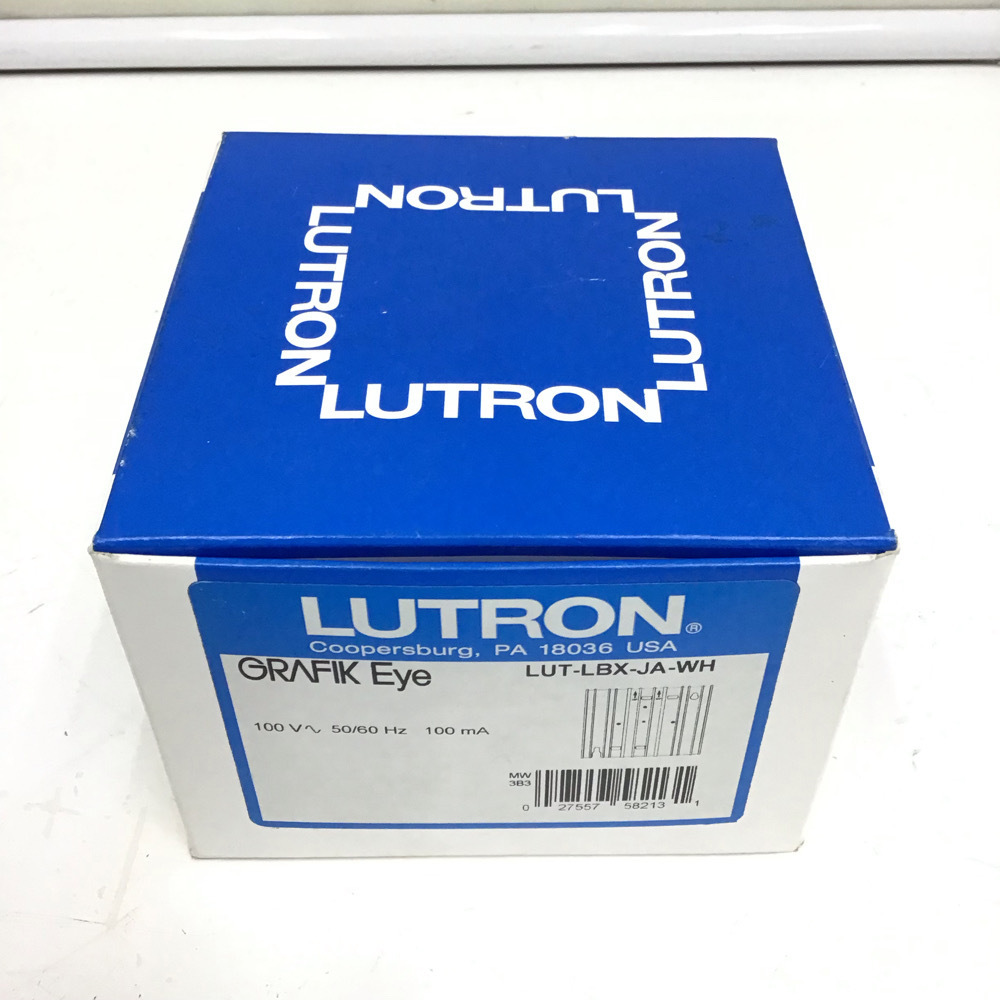 LUTRON
LUTRON
LUTRON
LUTRON
LUTRON®
Coopersburg, PA 18036 USA
GRAFIK Eye
LUT-LBX-JA-WH
100 V∿ 50/60 Hz 100 mA
MW
3B3
0 27557 58213 1